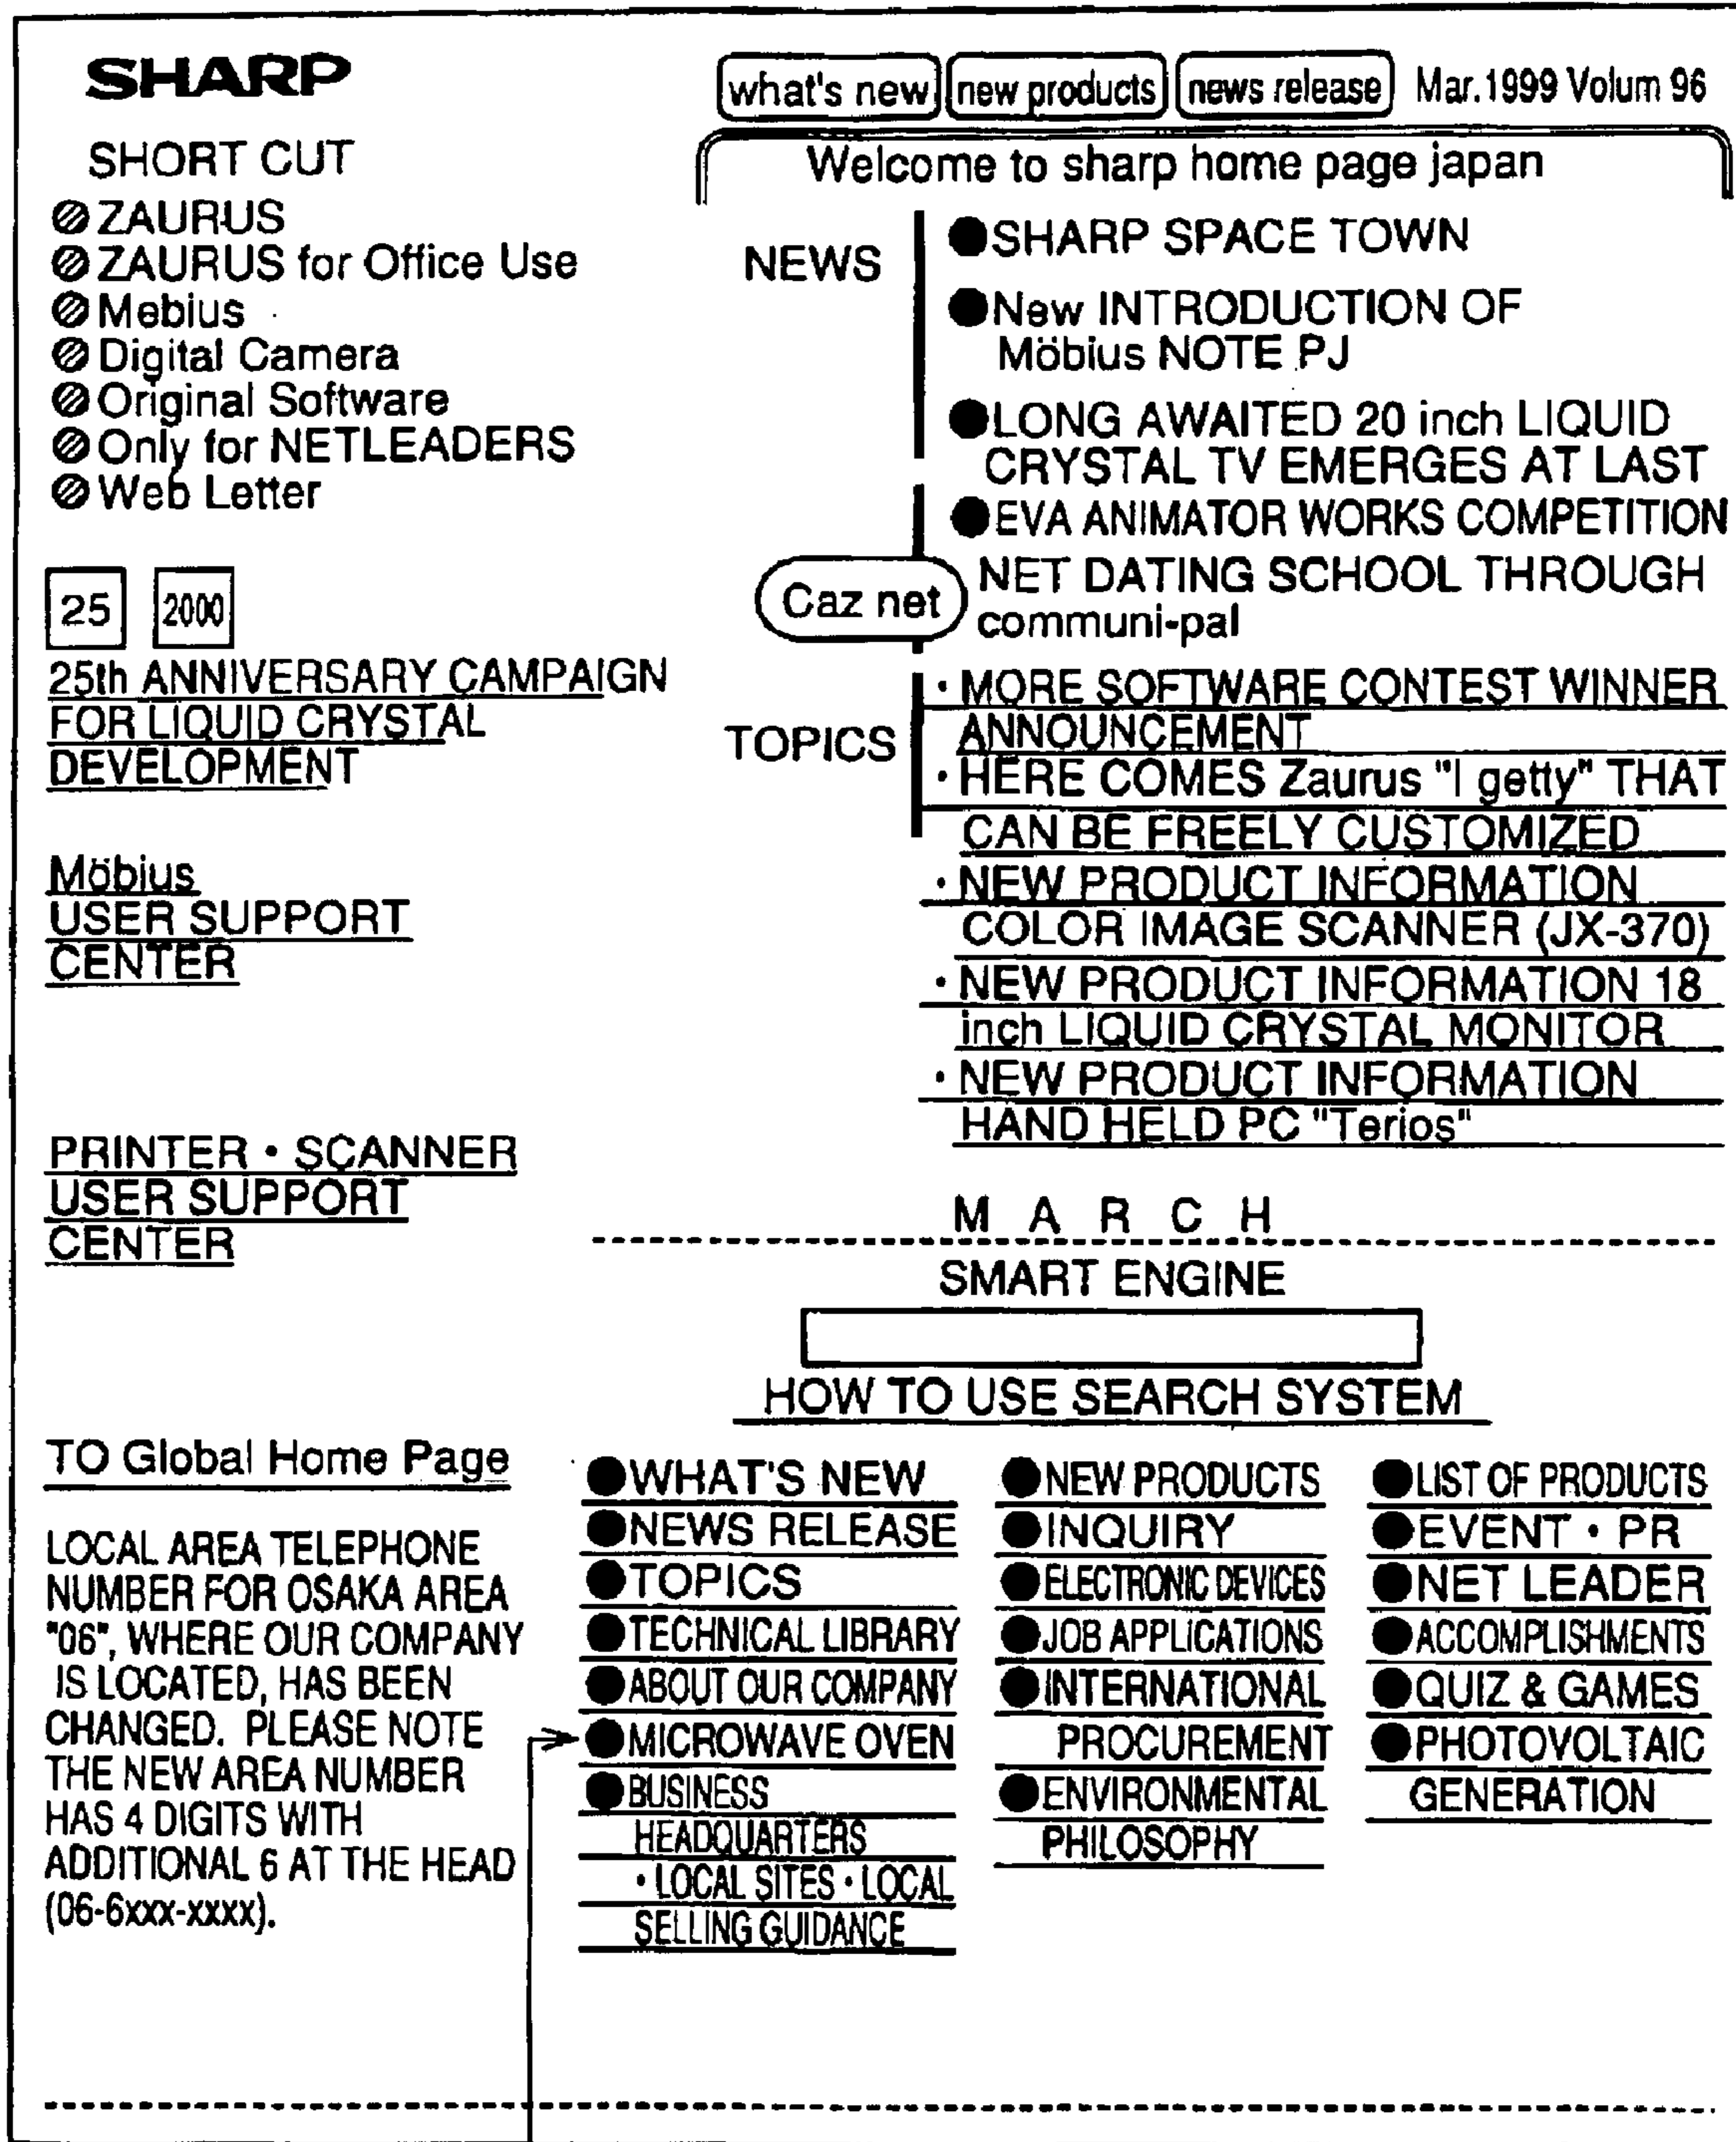 SHARP
what's new new products news release Mar.1999 Volum 96
Welcome to sharp home page japan
SHORT CUT
ZAURUS
ZAURUS for Office Use
Mebius
Digital Camera
Original Software
Only for NETLEADERS
Web Letter
25 2000
25th ANNIVERSARY CAMPAIGN
FOR LIQUID CRYSTAL
DEVELOPMENT
Möbius
USER SUPPORT
CENTER
PRINTER・SCANNER
USER SUPPORT
CENTER
NEWS
●SHARP SPACE TOWN
●New INTRODUCTION OF
Möbius NOTE PJ
●LONG AWAITED 20 inch LIQUID
CRYSTAL TV EMERGES AT LAST
●EVA ANIMATOR WORKS COMPETITION
Caz net
NET DATING SCHOOL THROUGH
communi-pal
TOPICS
・MORE SOFTWARE CONTEST WINNER
ANNOUNCEMENT
・HERE COMES Zaurus "I getty" THAT
CAN BE FREELY CUSTOMIZED
・NEW PRODUCT INFORMATION
COLOR IMAGE SCANNER (JX-370)
・NEW PRODUCT INFORMATION 18
inch LIQUID CRYSTAL MONITOR
・NEW PRODUCT INFORMATION
HAND HELD PC "Terios"
M A R C H
SMART ENGINE
HOW TO USE SEARCH SYSTEM
TO Global Home Page
LOCAL AREA TELEPHONE
NUMBER FOR OSAKA AREA
"06", WHERE OUR COMPANY
IS LOCATED, HAS BEEN
CHANGED. PLEASE NOTE
THE NEW AREA NUMBER
HAS 4 DIGITS WITH
ADDITIONAL 6 AT THE HEAD
(06-6xxx-xxxx).
●WHAT'S NEW
●NEWS RELEASE
●TOPICS
●TECHNICAL LIBRARY
●ABOUT OUR COMPANY
●MICROWAVE OVEN
●BUSINESS
HEADQUARTERS
・LOCAL SITES・LOCAL
SELLING GUIDANCE
●NEW PRODUCTS
●INQUIRY
●ELECTRONIC DEVICES
●JOB APPLICATIONS
●INTERNATIONAL
PROCUREMENT
●ENVIRONMENTAL
PHILOSOPHY
●LIST OF PRODUCTS
●EVENT・PR
●NET LEADER
●ACCOMPLISHMENTS
●QUIZ & GAMES
●PHOTOVOLTAIC
GENERATION